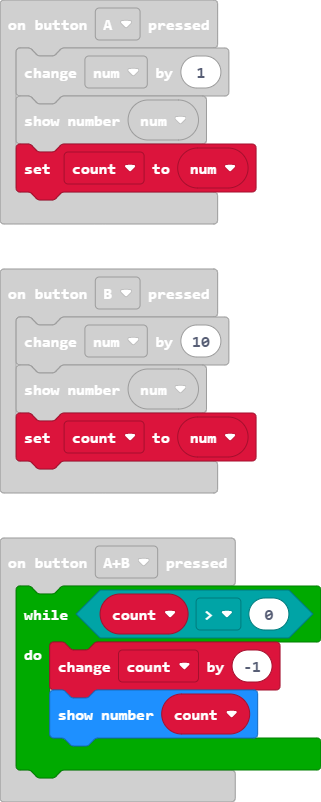 on button A pressed
change num by 1
show number num
set count to num
on button B pressed
change num by 10
show number num
set count to num
on button A+B pressed
while count > 0
do
change count by -1
show number count